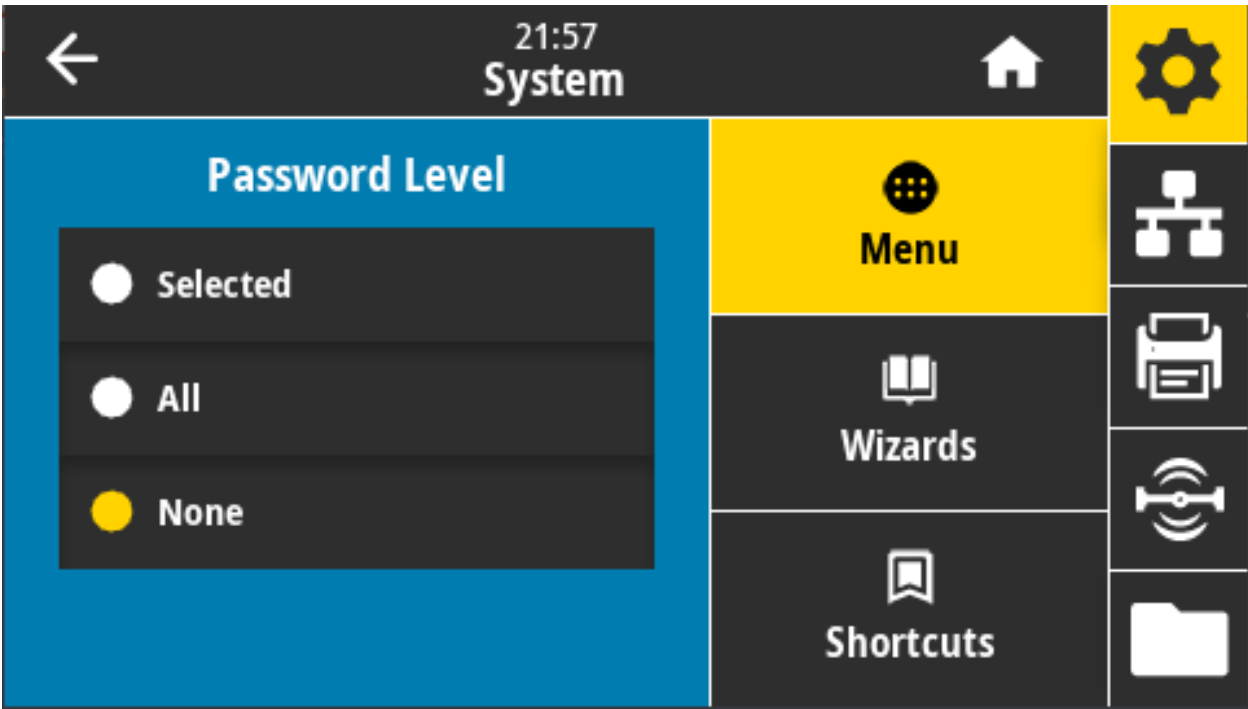 21:57
System
Password Level
Selected
All
None
Menu
Wizards
Shortcuts